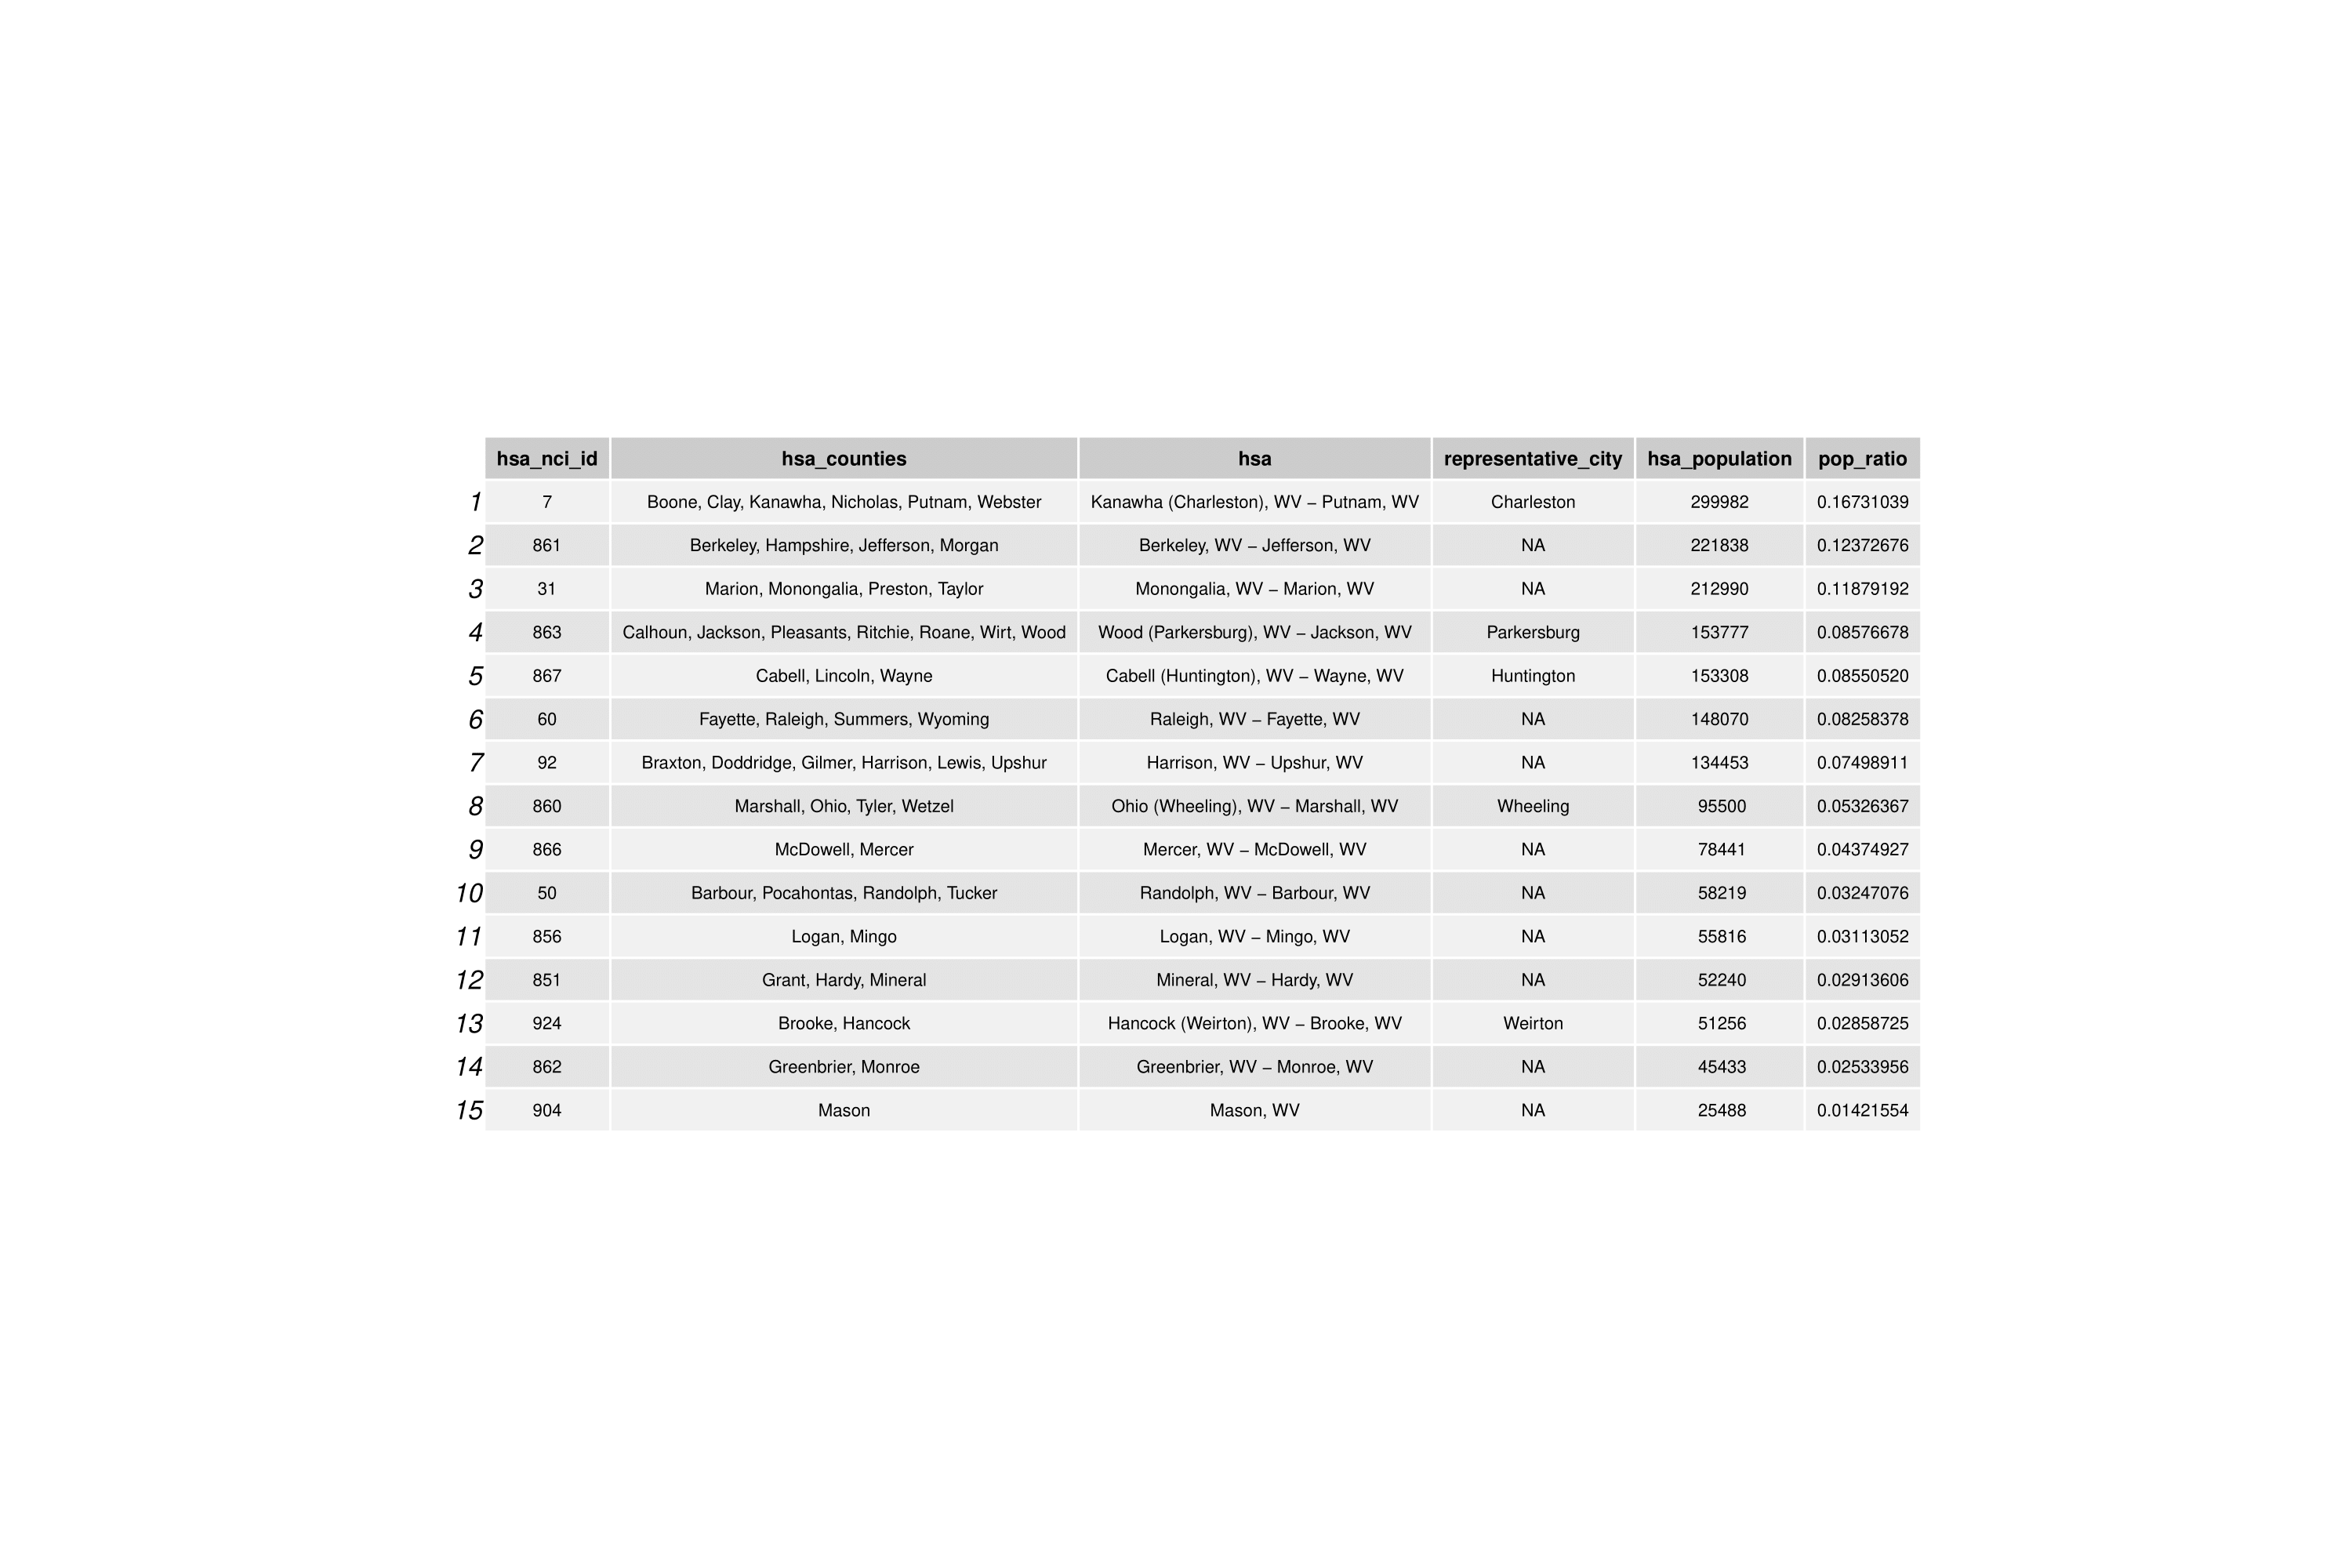 hsa_nci_id hsa_counties hsa representative_city hsa_population pop_ratio
1 7 Boone, Clay, Kanawha, Nicholas, Putnam, Webster Kanawha (Charleston), WV − Putnam, WV Charleston 299982 0.16731039
2 861 Berkeley, Hampshire, Jefferson, Morgan Berkeley, WV − Jefferson, WV NA 221838 0.12372676
3 31 Marion, Monongalia, Preston, Taylor Monongalia, WV − Marion, WV NA 212990 0.11879192
4 863 Calhoun, Jackson, Pleasants, Ritchie, Roane, Wirt, Wood Wood (Parkersburg), WV − Jackson, WV Parkersburg 153777 0.08576678
5 867 Cabell, Lincoln, Wayne Cabell (Huntington), WV − Wayne, WV Huntington 153308 0.08550520
6 60 Fayette, Raleigh, Summers, Wyoming Raleigh, WV − Fayette, WV NA 148070 0.08258378
7 92 Braxton, Doddridge, Gilmer, Harrison, Lewis, Upshur Harrison, WV − Upshur, WV NA 134453 0.07498911
8 860 Marshall, Ohio, Tyler, Wetzel Ohio (Wheeling), WV − Marshall, WV Wheeling 95500 0.05326367
9 866 McDowell, Mercer Mercer, WV − McDowell, WV NA 78441 0.04374927
10 50 Barbour, Pocahontas, Randolph, Tucker Randolph, WV − Barbour, WV NA 58219 0.03247076
11 856 Logan, Mingo Logan, WV − Mingo, WV NA 55816 0.03113052
12 851 Grant, Hardy, Mineral Mineral, WV − Hardy, WV NA 52240 0.02913606
13 924 Brooke, Hancock Hancock (Weirton), WV − Brooke, WV Weirton 51256 0.02858725
14 862 Greenbrier, Monroe Greenbrier, WV − Monroe, WV NA 45433 0.02533956
15 904 Mason Mason, WV NA 25488 0.01421554